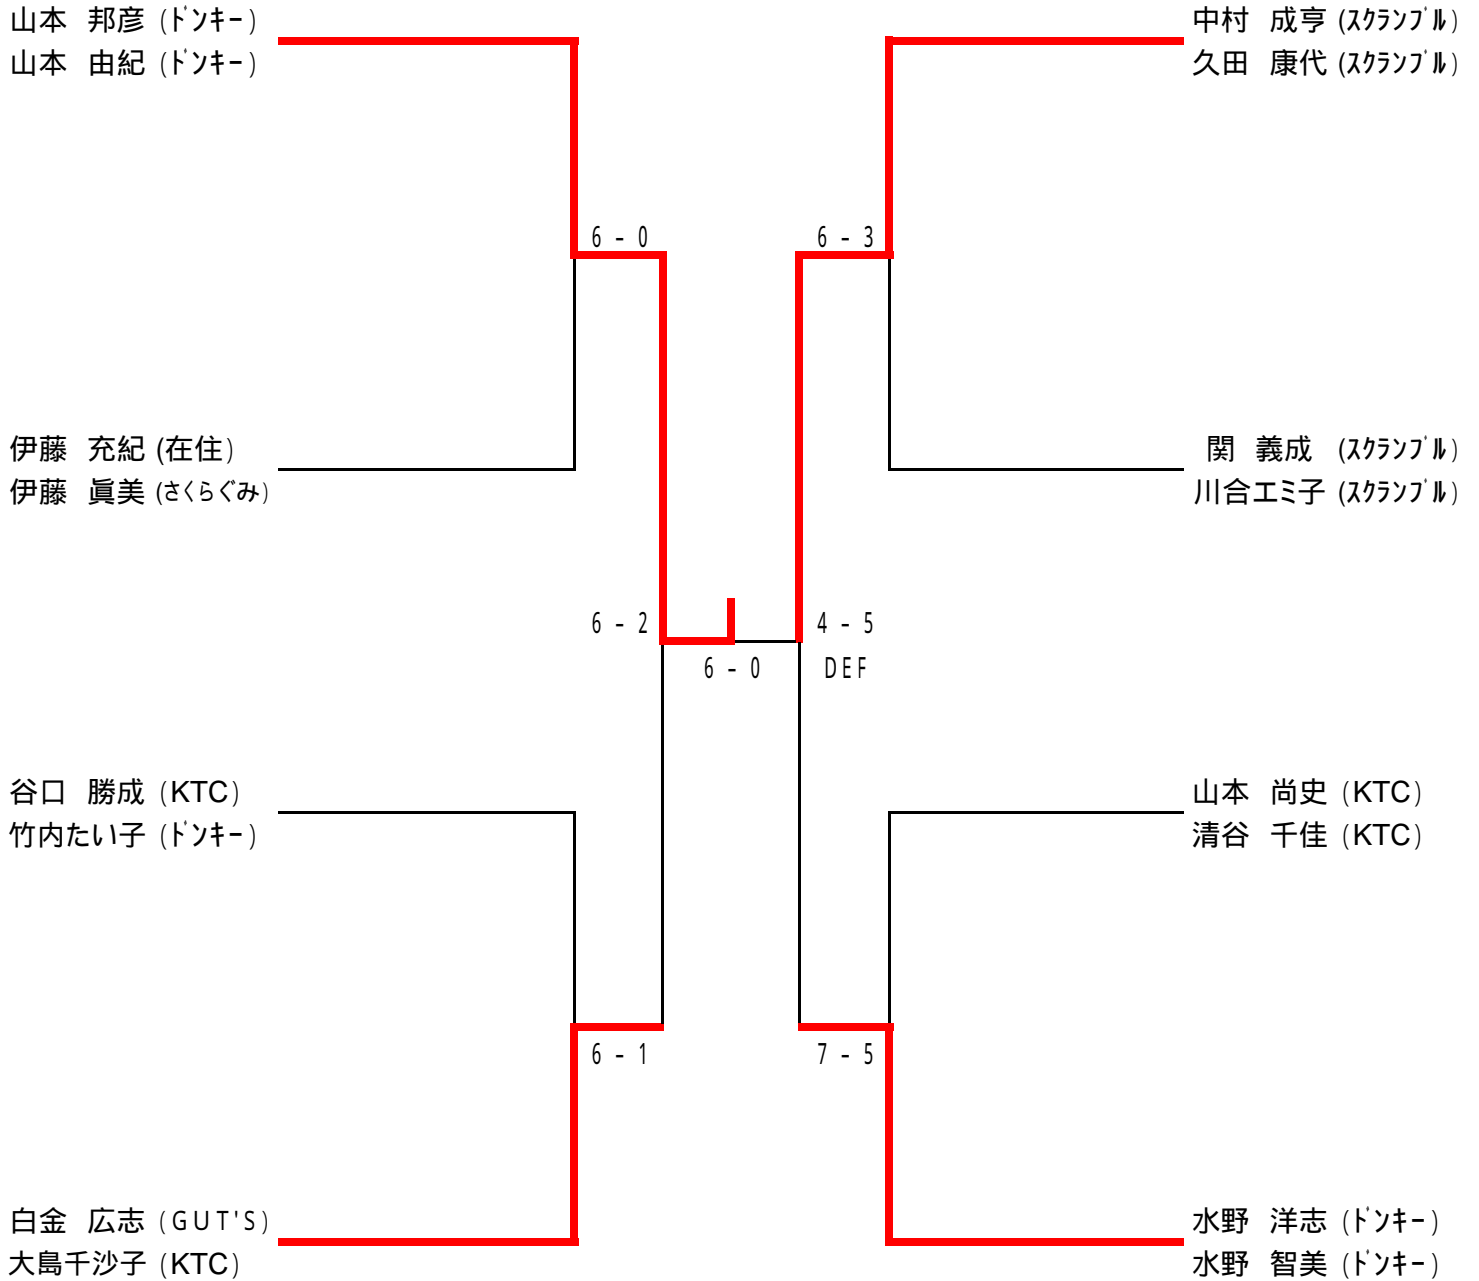 山本 邦彦 (ﾄﾞﾝｷｰ)
山本 由紀 (ﾄﾞﾝｷｰ)
中村 成亨 (ｽｸﾗﾝﾌﾞﾙ)
久田 康代 (ｽｸﾗﾝﾌﾞﾙ)
6 - 0
6 - 3
伊藤 充紀 (在住)
伊藤 眞美 (さくらぐみ)
関 義成 (ｽｸﾗﾝﾌﾞﾙ)
川合エミ子 (ｽｸﾗﾝﾌﾞﾙ)
6 - 2
4 - 5
6 - 0
DEF
谷口 勝成 (KTC)
竹内たい子 (ﾄﾞﾝｷｰ)
山本 尚史 (KTC)
清谷 千佳 (KTC)
6 - 1
7 - 5
白金 広志 (GUT'S)
大島千沙子 (KTC)
水野 洋志 (ﾄﾞﾝｷｰ)
水野 智美 (ﾄﾞﾝｷｰ)